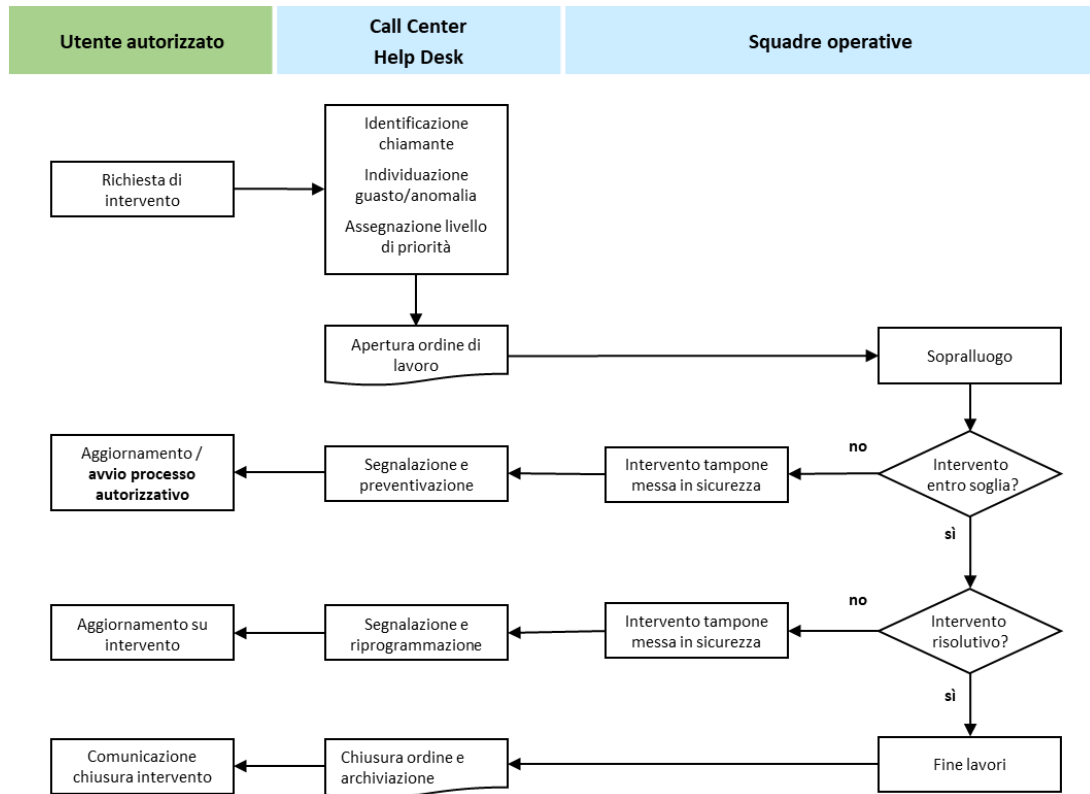 Utente autorizzato
Call Center
Help Desk
Squadre operative
Richiesta di
intervento
Identificazione
chiamante
Individuazione
guasto/anomalia
Assegnazione livello
di priorità
Apertura ordine di
lavoro
Sopralluogo
Aggiornamento /
avvio processo
autorizzativo
Segnalazione e
preventivazione
Intervento tampone
messa in sicurezza
no
Intervento
entro soglia?
sì
Aggiornamento su
intervento
Segnalazione e
riprogrammazione
Intervento tampone
messa in sicurezza
no
Intervento
risolutivo?
sì
Comunicazione
chiusura intervento
Chiusura ordine e
archiviazione
Fine lavori